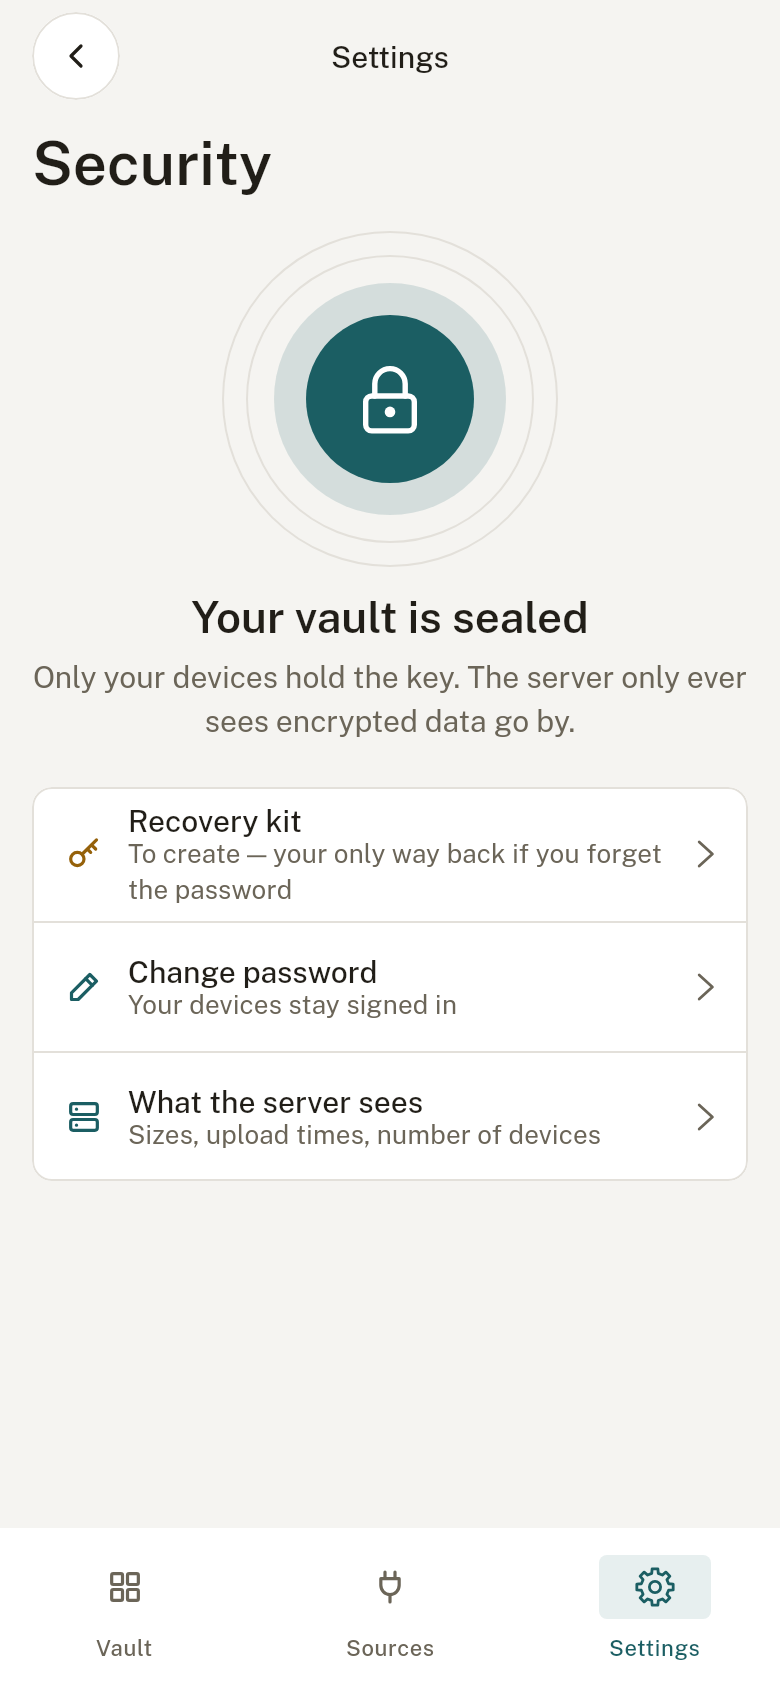 Settings
Security
Your vault is sealed
Only your devices hold the key. The server only ever
sees encrypted data go by.
Recovery kit
To create — your only way back if you forget
the password
Change password
Your devices stay signed in
What the server sees
Sizes, upload times, number of devices
Vault
Sources
Settings